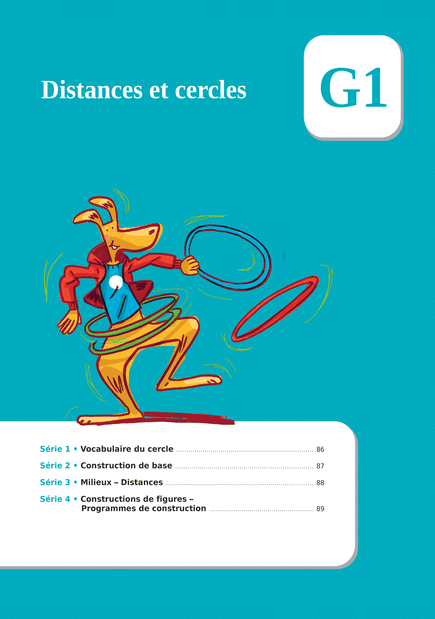 Distances et cercles
G1
Série 1 • Vocabulaire du cercle 86
Série 2 • Construction de base 87
Série 3 • Milieux – Distances 88
Série 4 • Constructions de figures –
Programmes de construction 89